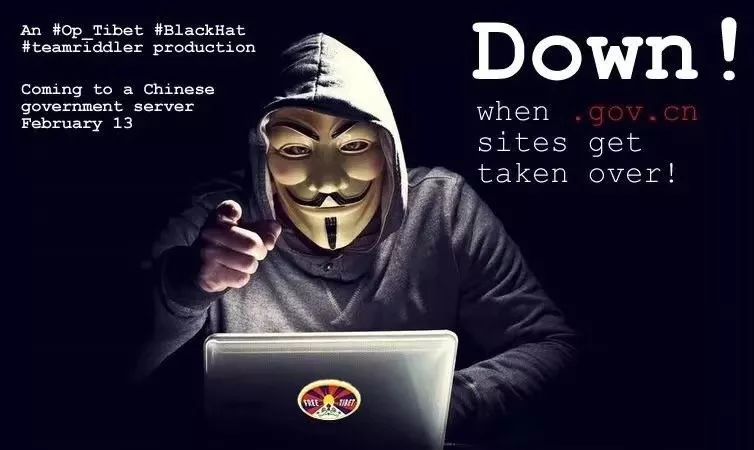 An #Op_Tibet #BlackHat
#teamriddler production
Coming to a Chinese
government server
February 13
Down!
when .gov.cn
sites get
taken over!
FREE TIBET